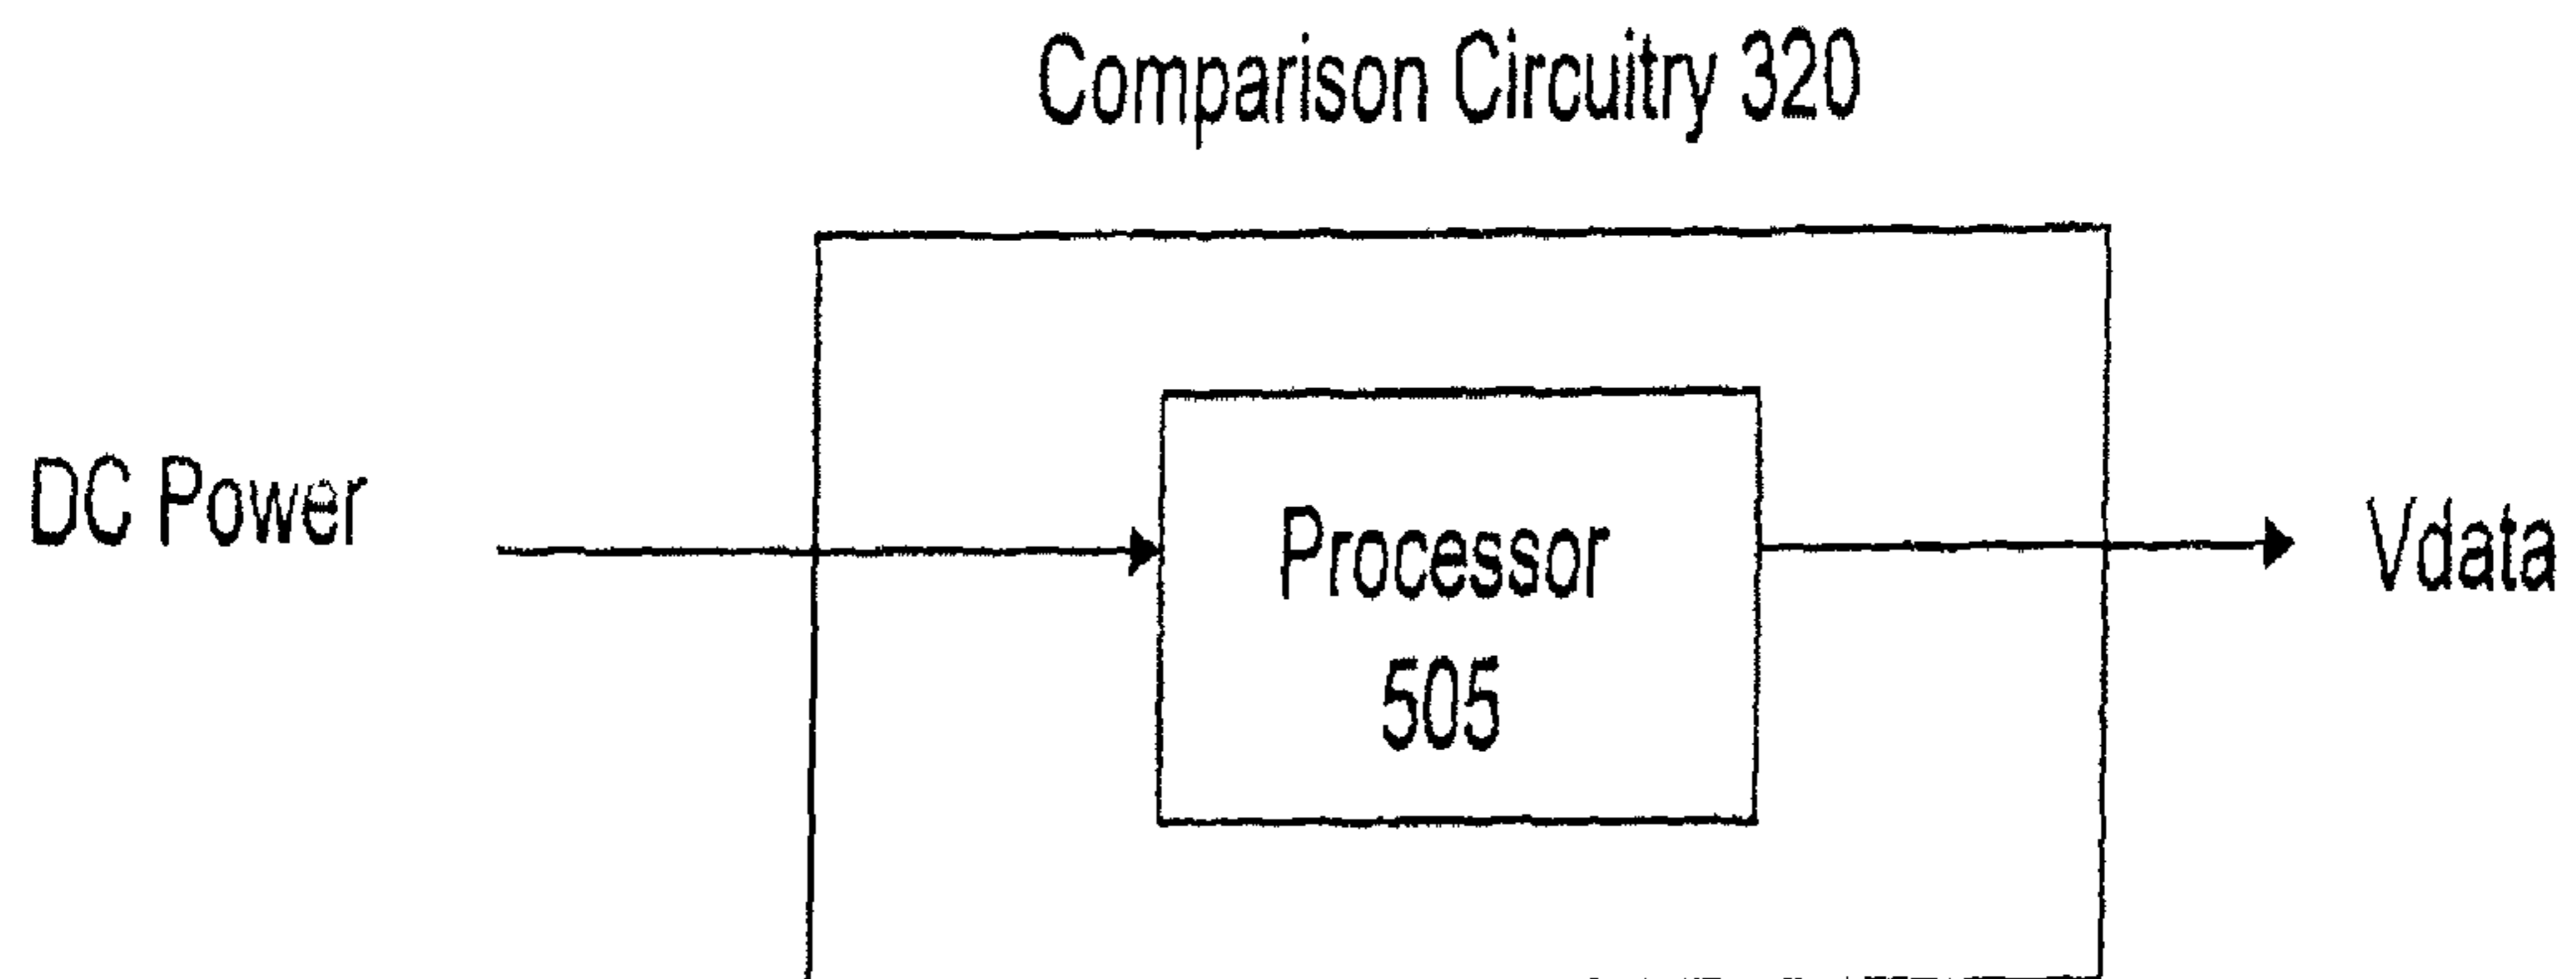 Comparison Circuitry 320
DC Power
Processor
505
Vdata